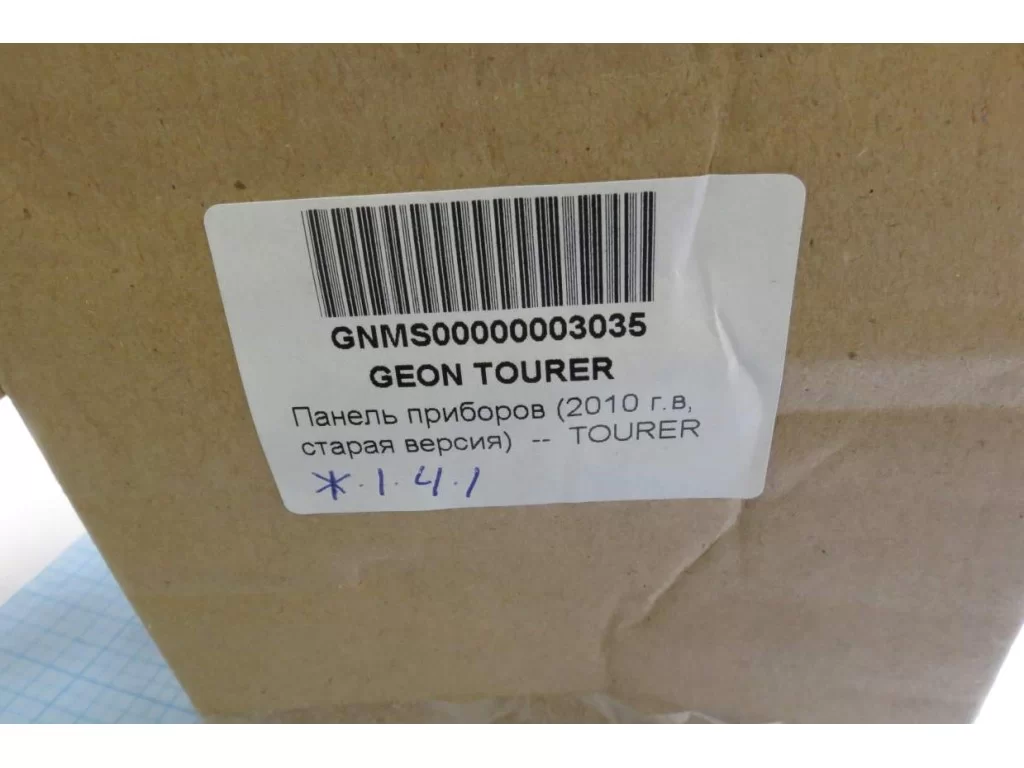 GNMS00000003035
GEON TOURER
Панель приборов (2010 г.в,
старая версия) -- TOURER
Ж.1.4.1